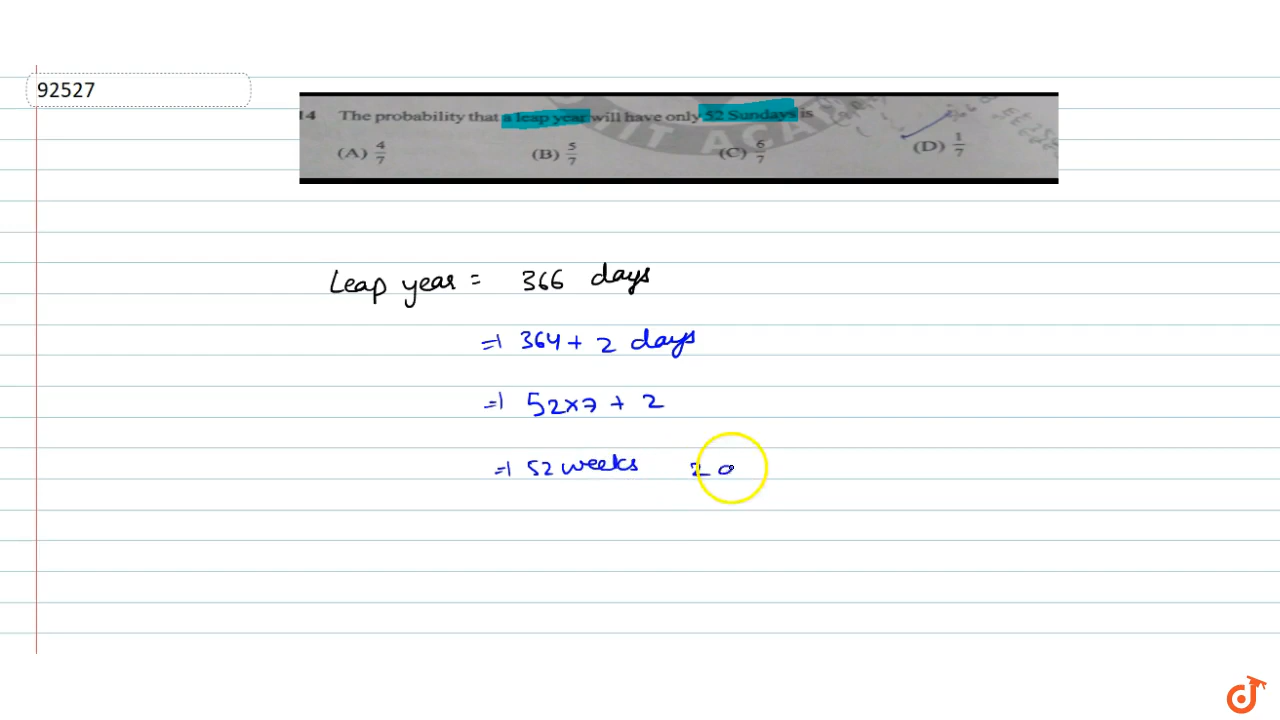 92527
14 The probability that a leap year will have only 52 Sundays is
(A) 4/7 (B) 5/7 (C) 6/7 (D) 1/7
Leap year = 366 days
⇒ 364 + 2 days
⇒ 52×7 + 2
⇒ 52 weeks 2